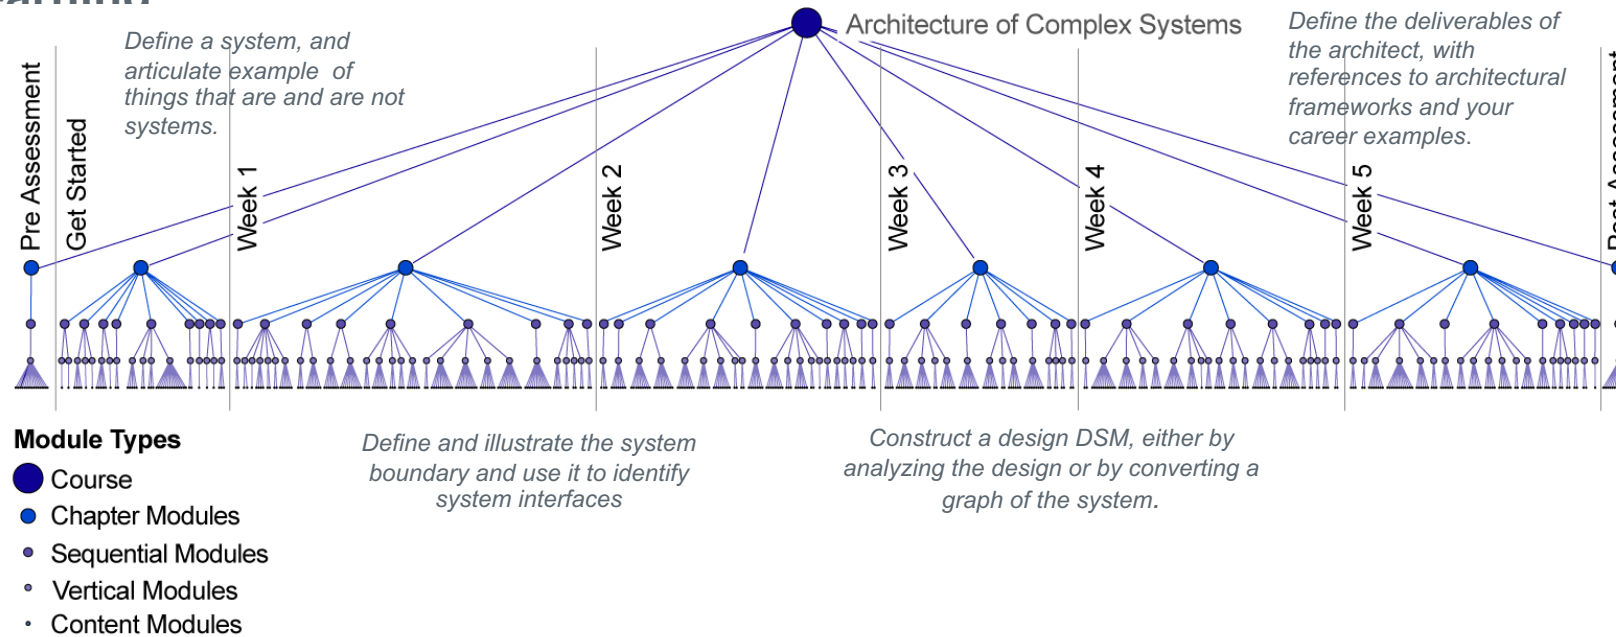 Architecture of Complex Systems
Define a system, and
articulate example of
things that are and are not
systems.
Define the deliverables of
the architect, with
references to architectural
frameworks and your
career examples.
Pre Assessment
Get Started
Week 1
Week 2
Week 3
Week 4
Week 5
Define and illustrate the system
boundary and use it to identify
system interfaces
Construct a design DSM, either by
analyzing the design or by converting a
graph of the system.
Module Types
Course
Chapter Modules
Sequential Modules
Vertical Modules
Content Modules